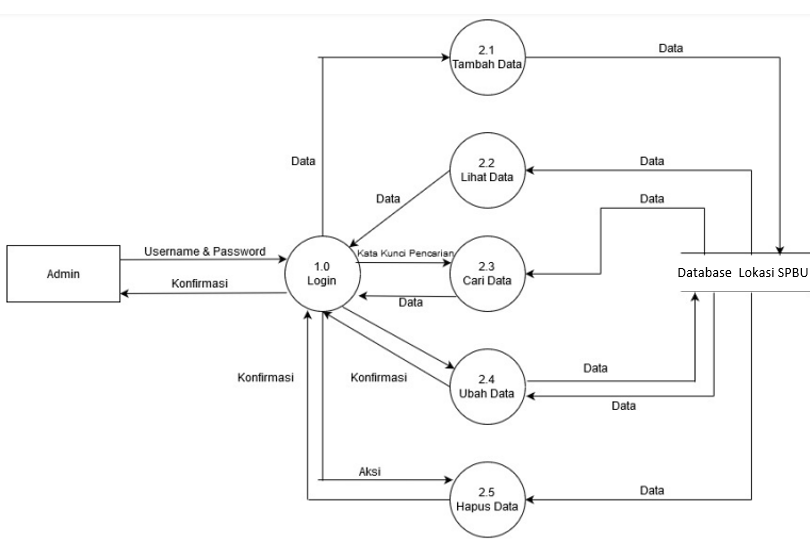 2.1
Tambah Data
Data
2.2
Lihat Data
Data
Data
Data
Data
Username & Password
Kata Kunci Pencarian
1.0
Login
2.3
Cari Data
Admin
Database Lokasi SPBU
Konfirmasi
Data
Konfirmasi
Konfirmasi
2.4
Ubah Data
Data
Data
Aksi
2.5
Hapus Data
Data